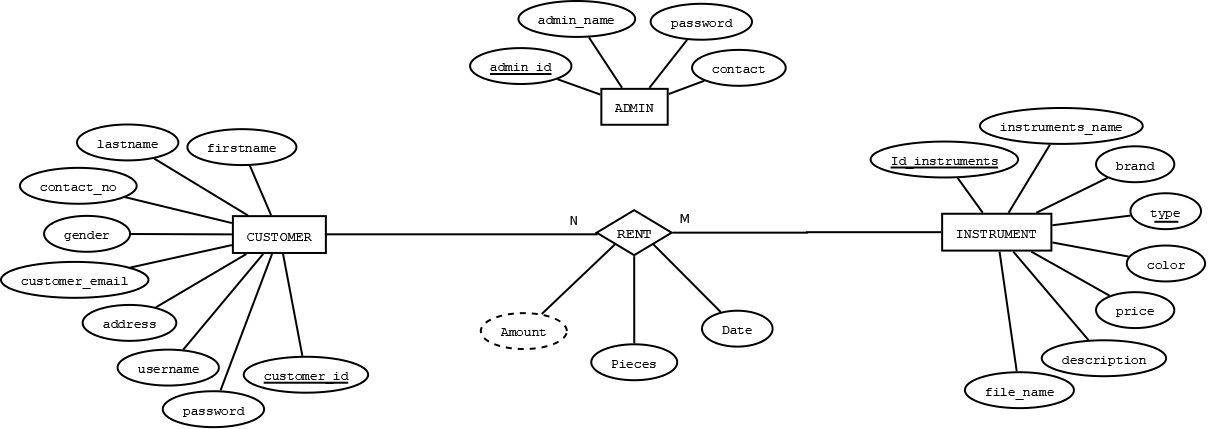 admin_name
password
admin_id
contact
ADMIN
lastname
firstname
contact_no
gender
customer_email
address
username
password
customer_id
CUSTOMER
N
RENT
M
Amount
Pieces
Date
instruments_name
Id_instruments
brand
type
INSTRUMENT
color
price
description
file_name